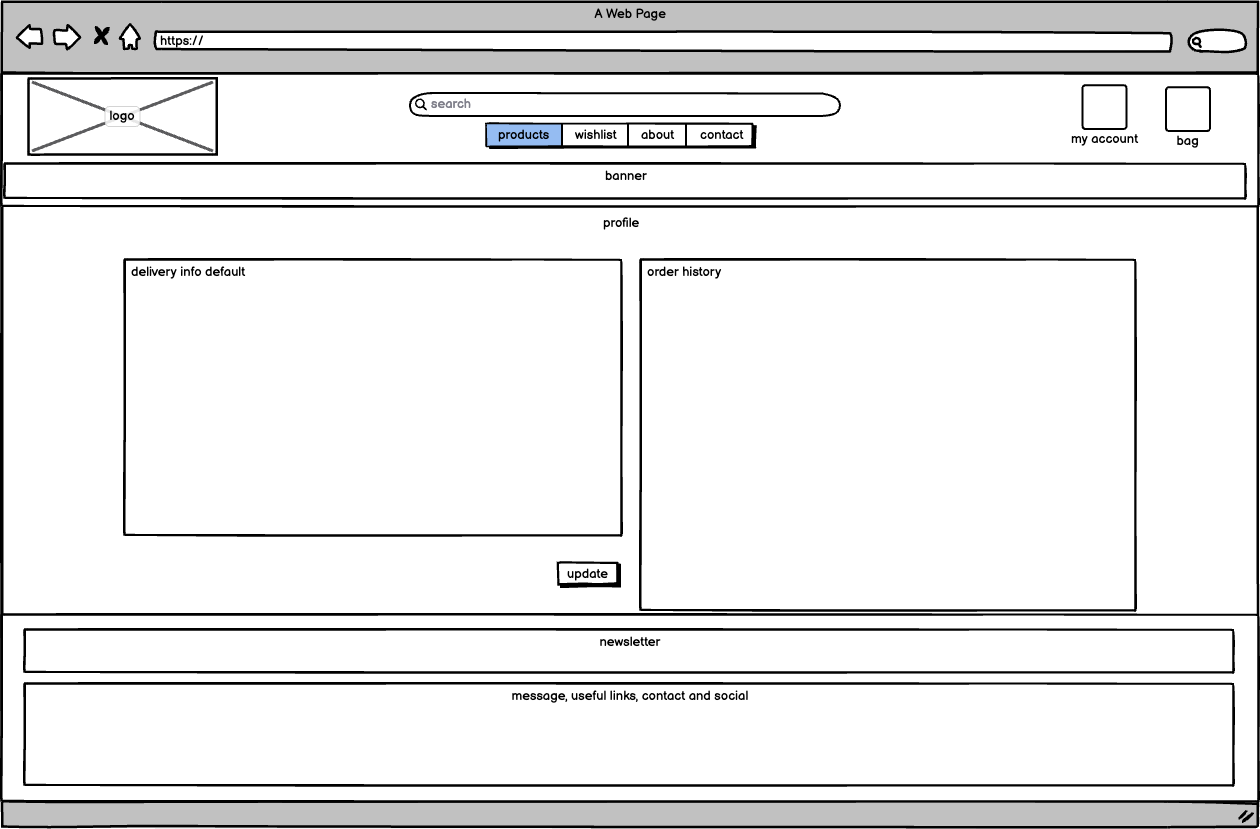 A Web Page
https://
logo
search
products wishlist about contact
my account
bag
banner
profile
delivery info default
order history
update
newsletter
message, useful links, contact and social